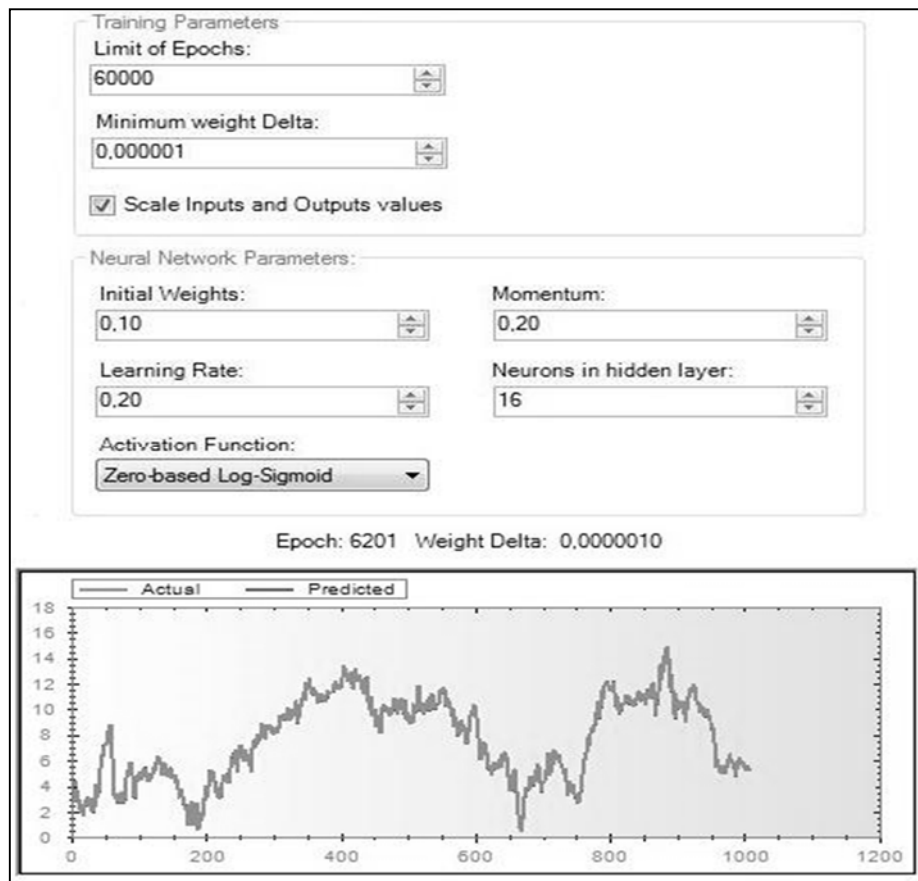 Training Parameters
Limit of Epochs:
60000
Minimum weight Delta:
0,000001
Scale Inputs and Outputs values
Neural Network Parameters:
Initial Weights:
0,10
Momentum:
0,20
Learning Rate:
0,20
Neurons in hidden layer:
16
Activation Function:
Zero-based Log-Sigmoid
Epoch: 6201 Weight Delta: 0,0000010
Actual Predicted
18
16
14
12
10
8
6
4
2
0
0 200 400 600 800 1000 1200